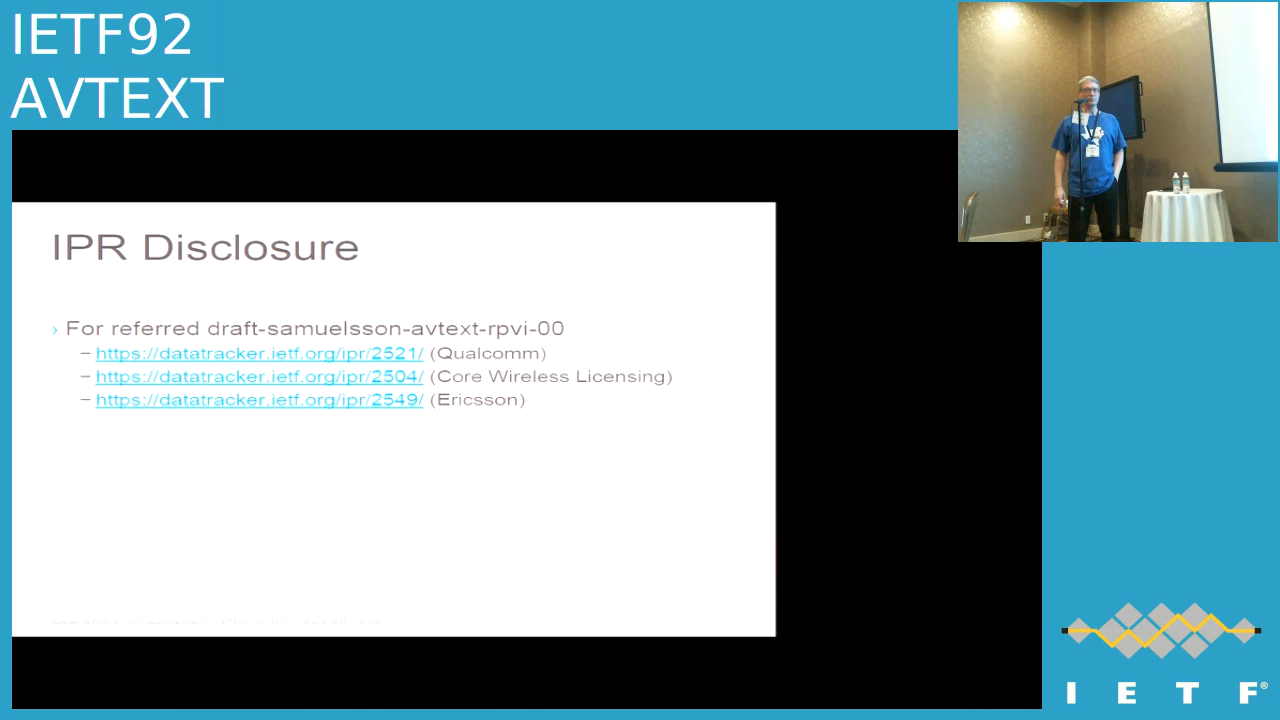 IETF92
AVTEXT
IPR Disclosure
› For referred draft-samuelsson-avtext-rpvi-00
– https://datatracker.ietf.org/ipr/2521/ (Qualcomm)
– https://datatracker.ietf.org/ipr/2504/ (Core Wireless Licensing)
– https://datatracker.ietf.org/ipr/2549/ (Ericsson)
I E T F®